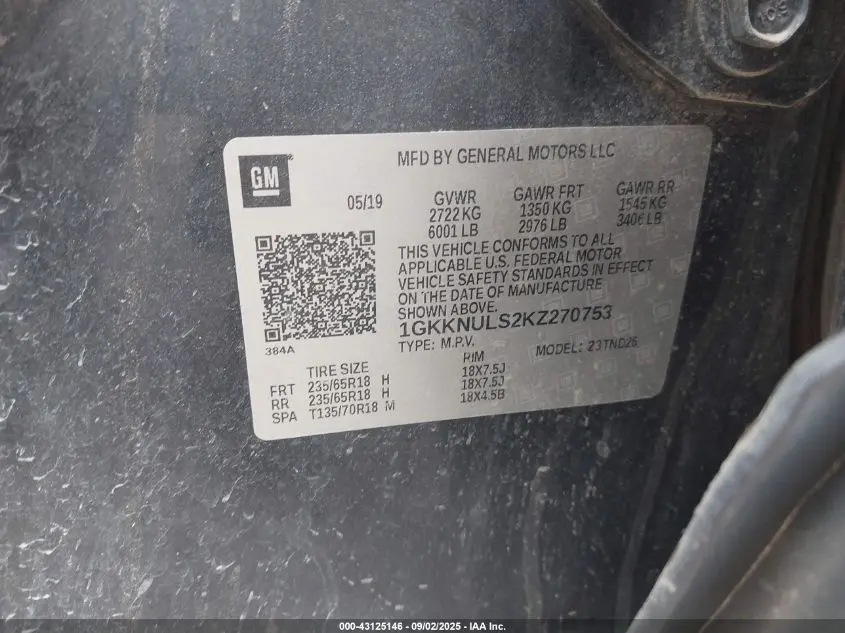 JOS
GM
MFD BY GENERAL MOTORS LLC
05/19
GVWR GAWR FRT GAWR RR
2722 KG 1350 KG 1545 KG
6001 LB 2976 LB 3406 LB
THIS VEHICLE CONFORMS TO ALL
APPLICABLE U.S. FEDERAL MOTOR
VEHICLE SAFETY STANDARDS IN EFFECT
ON THE DATE OF MANUFACTURE
SHOWN ABOVE.
1GKKNULS2KZ270753
TYPE: M.P.V. MODEL: 23TND26
384A
TIRE SIZE RIM
FRT 235/65R18 H 18X7.5J
RR 235/65R18 H 18X7.5J
SPA T135/70R18 M 18X4.5B
000-43125146 - 09/02/2025 - IAA Inc.